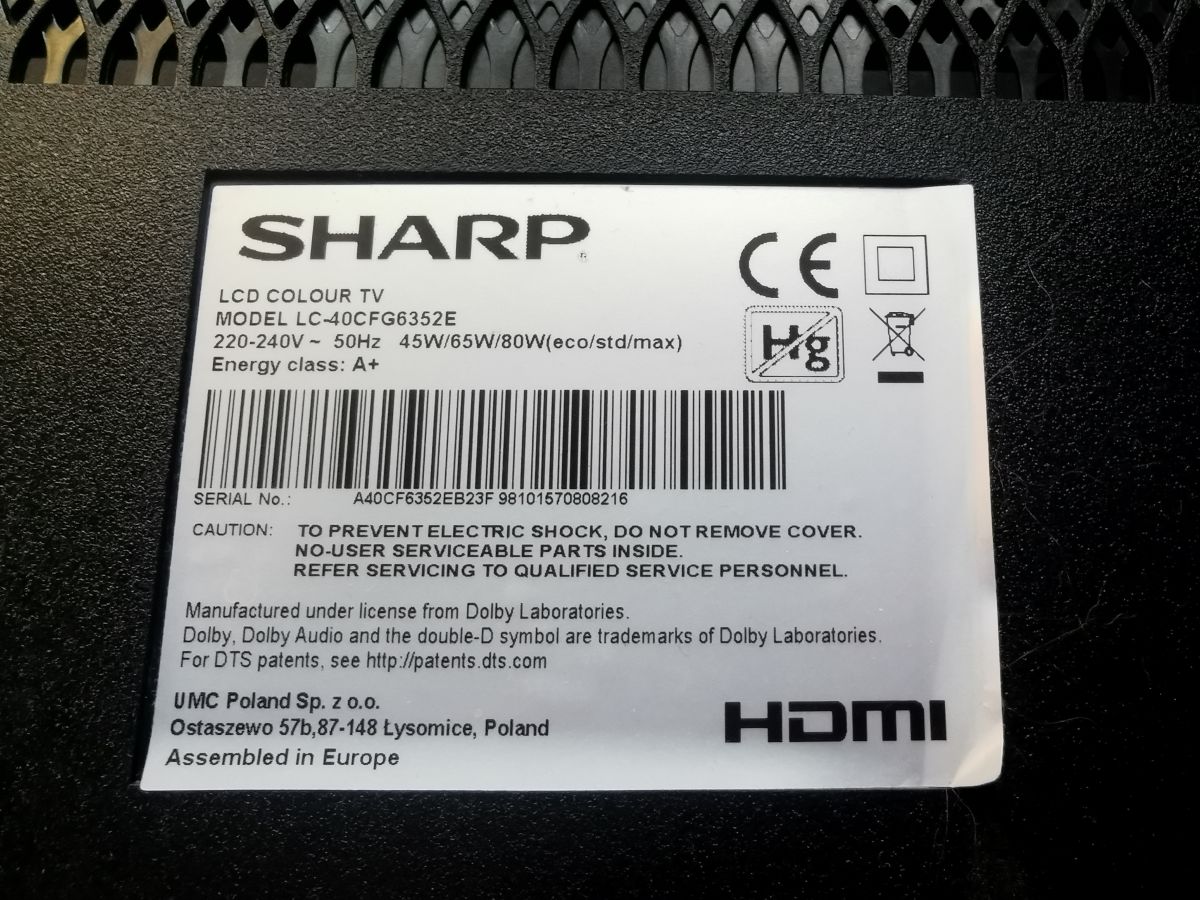 SHARP
CE
LCD COLOUR TV
MODEL LC-40CFG6352E
220-240V ~ 50Hz 45W/65W/80W(eco/std/max)
Energy class: A+
Hg
SERIAL No.: A40CF6352EB23F 98101570808216
CAUTION: TO PREVENT ELECTRIC SHOCK, DO NOT REMOVE COVER.
NO-USER SERVICEABLE PARTS INSIDE.
REFER SERVICING TO QUALIFIED SERVICE PERSONNEL.
Manufactured under license from Dolby Laboratories.
Dolby, Dolby Audio and the double-D symbol are trademarks of Dolby Laboratories.
For DTS patents, see http://patents.dts.com
UMC Poland Sp. z o.o.
Ostaszewo 57b,87-148 Łysomice, Poland
Assembled in Europe
HDMI